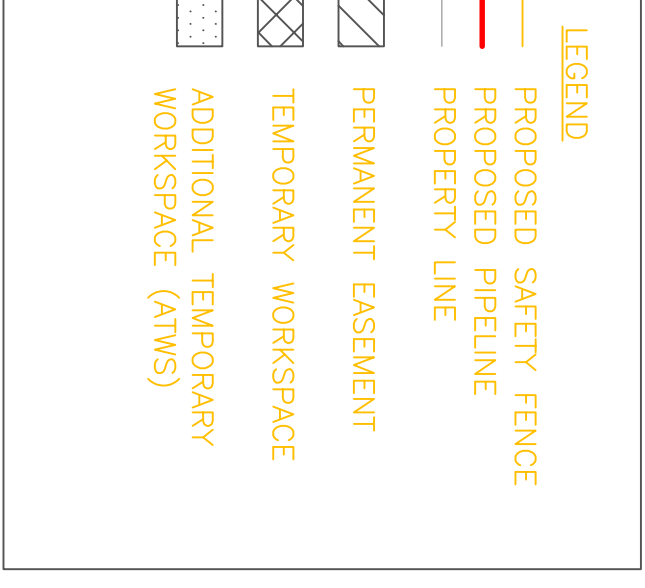 LEGEND
PROPOSED SAFETY FENCE
PROPOSED PIPELINE
PROPERTY LINE
PERMANENT EASEMENT
TEMPORARY WORKSPACE
ADDITIONAL TEMPORARY
WORKSPACE (ATWS)